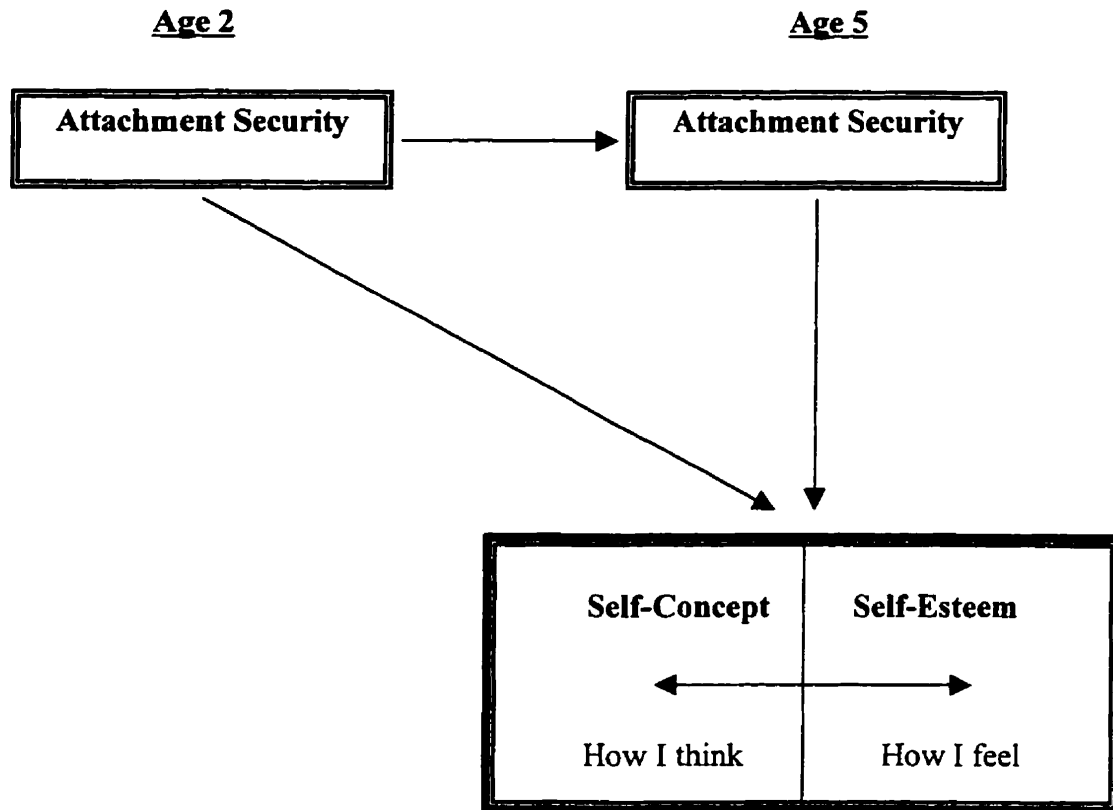 Age 2
Age 5
Attachment Security
Attachment Security
Self-Concept
Self-Esteem
How I think
How I feel